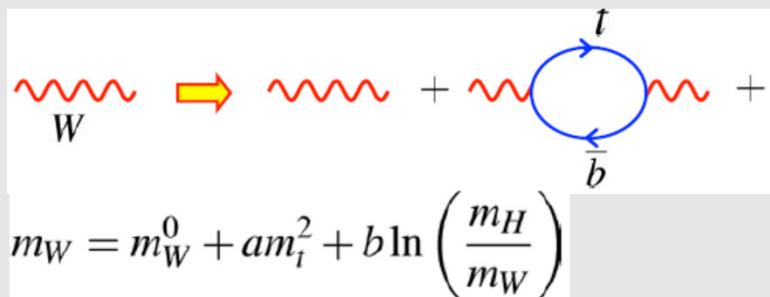 t
+ +
W
b̅
m_W = m_W^0 + am_t^2 + b ln (m_H / m_W)